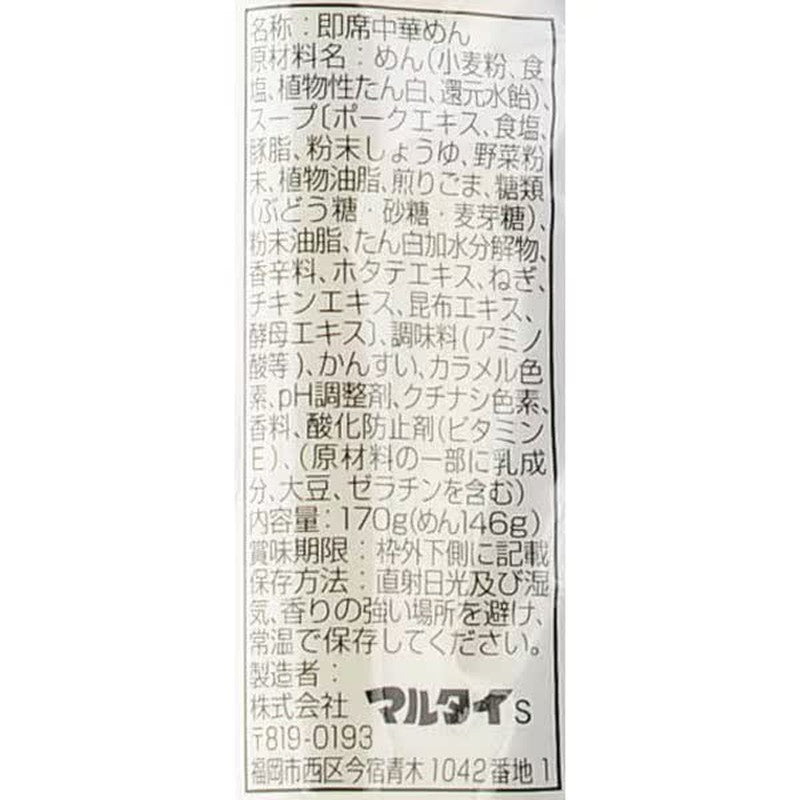 名称：即席中華めん
原材料名：めん(小麦粉、食
塩、植物性たん白、還元水飴)、
スープ〔ポークエキス、食塩、
豚脂、粉末しょうゆ、野菜粉
末、植物油脂、煎りごま、糖類
(ぶどう糖・砂糖・麦芽糖)、
粉末油脂、たん白加水分解物、
香辛料、ホタテエキス、ねぎ、
チキンエキス、昆布エキス、
酵母エキス〕、調味料(アミノ
酸等)、かんすい、カラメル色
素、pH調整剤、クチナシ色素、
香料、酸化防止剤(ビタミン
E)、(原材料の一部に乳成
分、大豆、ゼラチンを含む)
内容量：170g(めん146g)
賞味期限：枠外下側に記載
保存方法：直射日光及び湿
気、香りの強い場所を避け、
常温で保存してください。
製造者：
株式会社 マルタイ S
〒819-0193
福岡市西区今宿青木1042番地1